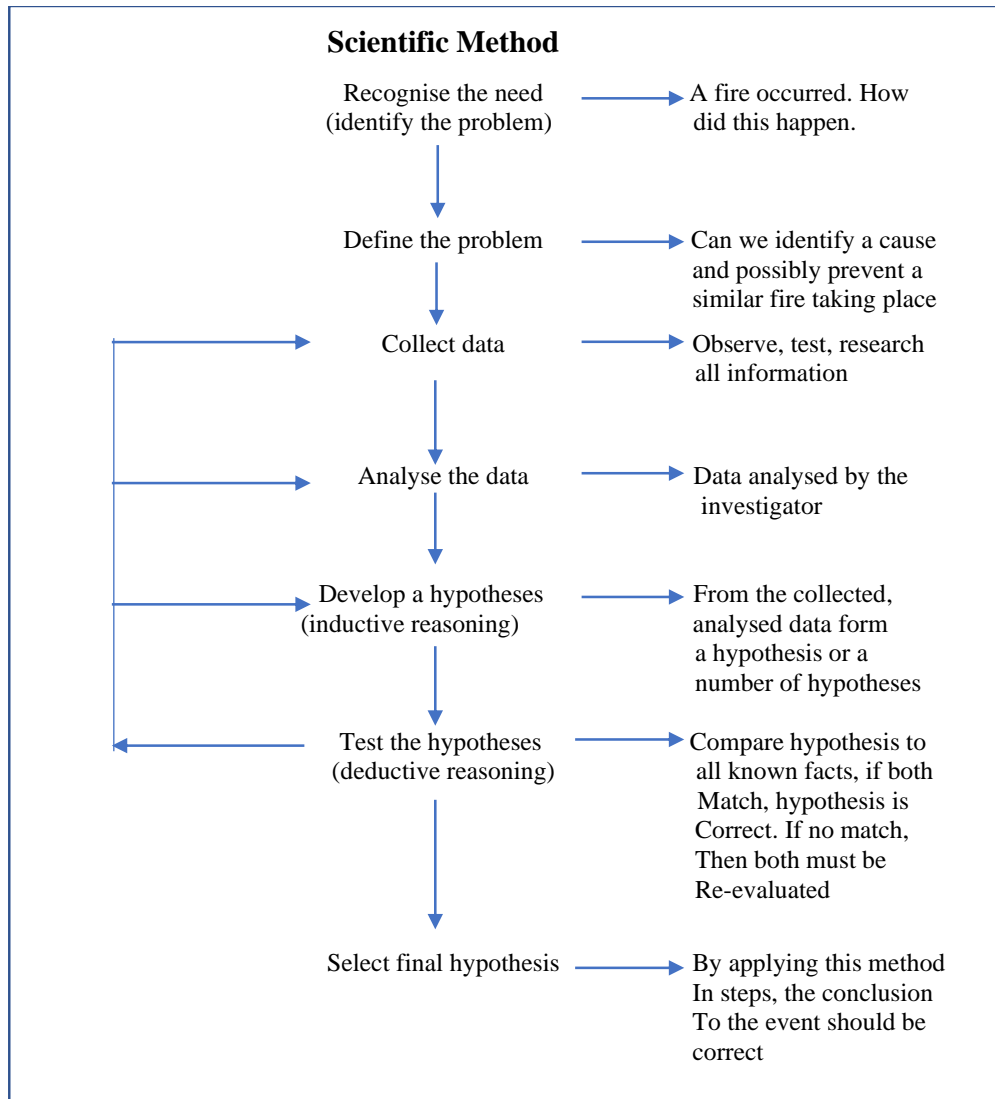 Scientific Method
Recognise the need
(identify the problem)
A fire occurred. How
did this happen.
Define the problem
Can we identify a cause
and possibly prevent a
similar fire taking place
Collect data
Observe, test, research
all information
Analyse the data
Data analysed by the
investigator
Develop a hypotheses
(inductive reasoning)
From the collected,
analysed data form
a hypothesis or a
number of hypotheses
Test the hypotheses
(deductive reasoning)
Compare hypothesis to
all known facts, if both
Match, hypothesis is
Correct. If no match,
Then both must be
Re-evaluated
Select final hypothesis
By applying this method
In steps, the conclusion
To the event should be
correct